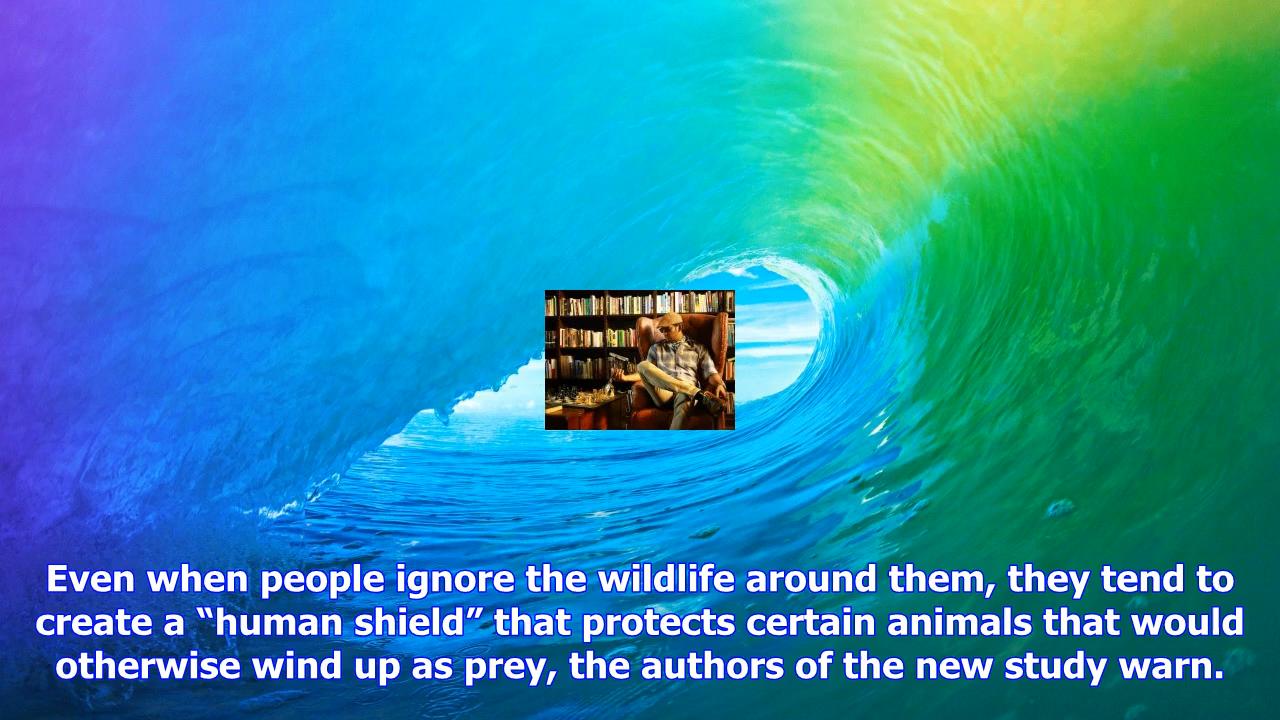 Even when people ignore the wildlife around them, they tend to
create a “human shield” that protects certain animals that would
otherwise wind up as prey, the authors of the new study warn.